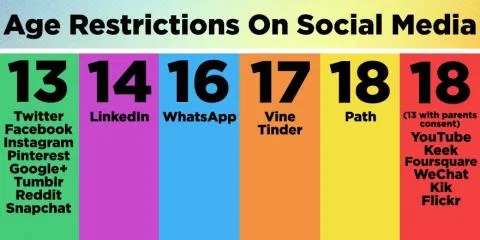 Age Restrictions On Social Media
13
Twitter
Facebook
Instagram
Pinterest
Google+
Tumblr
Reddit
Snapchat
14
LinkedIn
16
WhatsApp
17
Vine
Tinder
18
Path
18
(13 with parents
consent)
YouTube
Keek
Foursquare
WeChat
Kik
Flickr